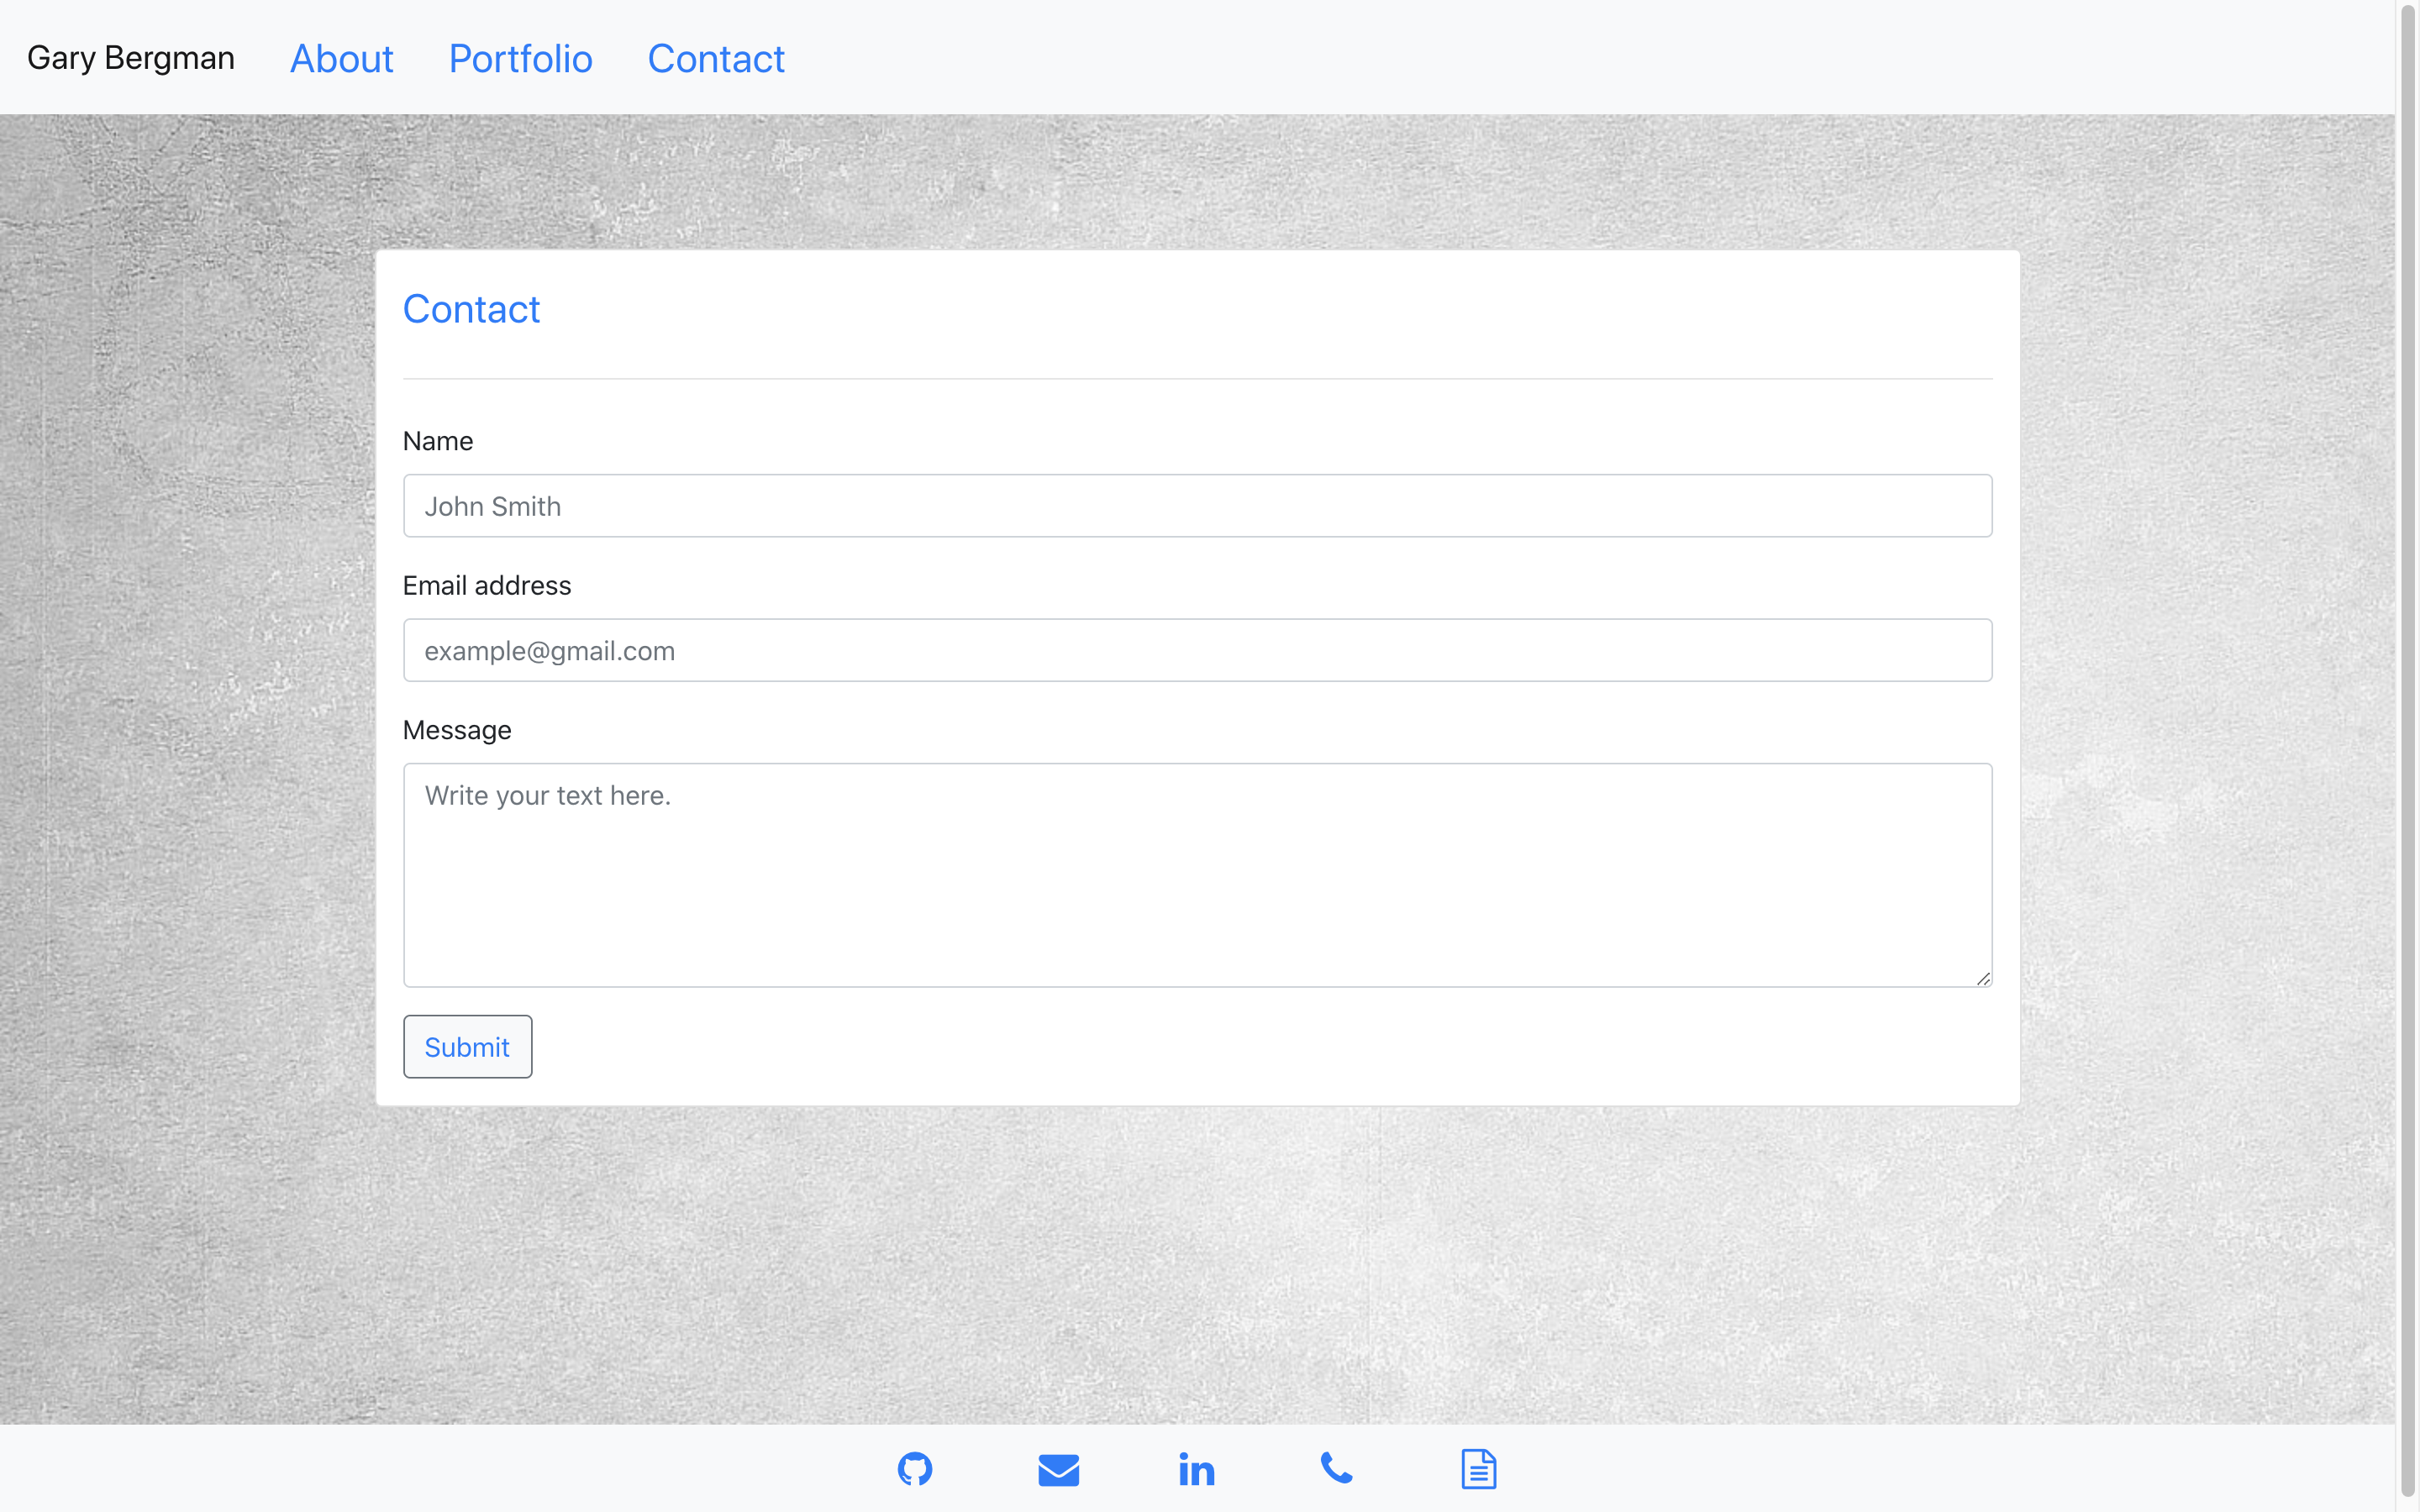 Gary Bergman About Portfolio Contact
Contact
Name
John Smith
Email address
example@gmail.com
Message
Write your text here.
Submit